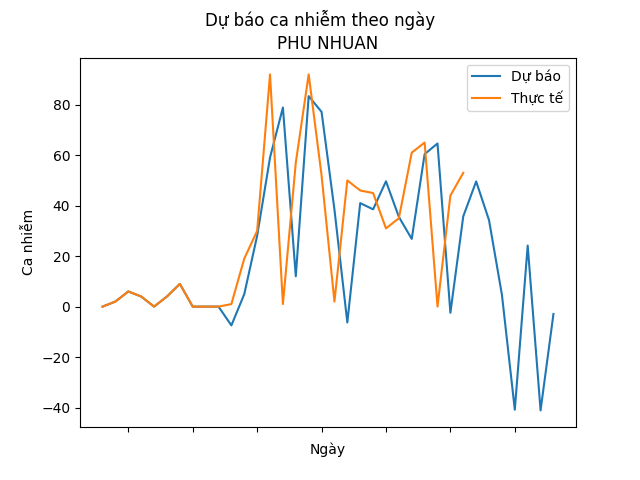 Dự báo ca nhiễm theo ngày
PHU NHUAN
Dự báo
Thực tế
80
60
40
20
0
−20
−40
Ca nhiễm
Ngày